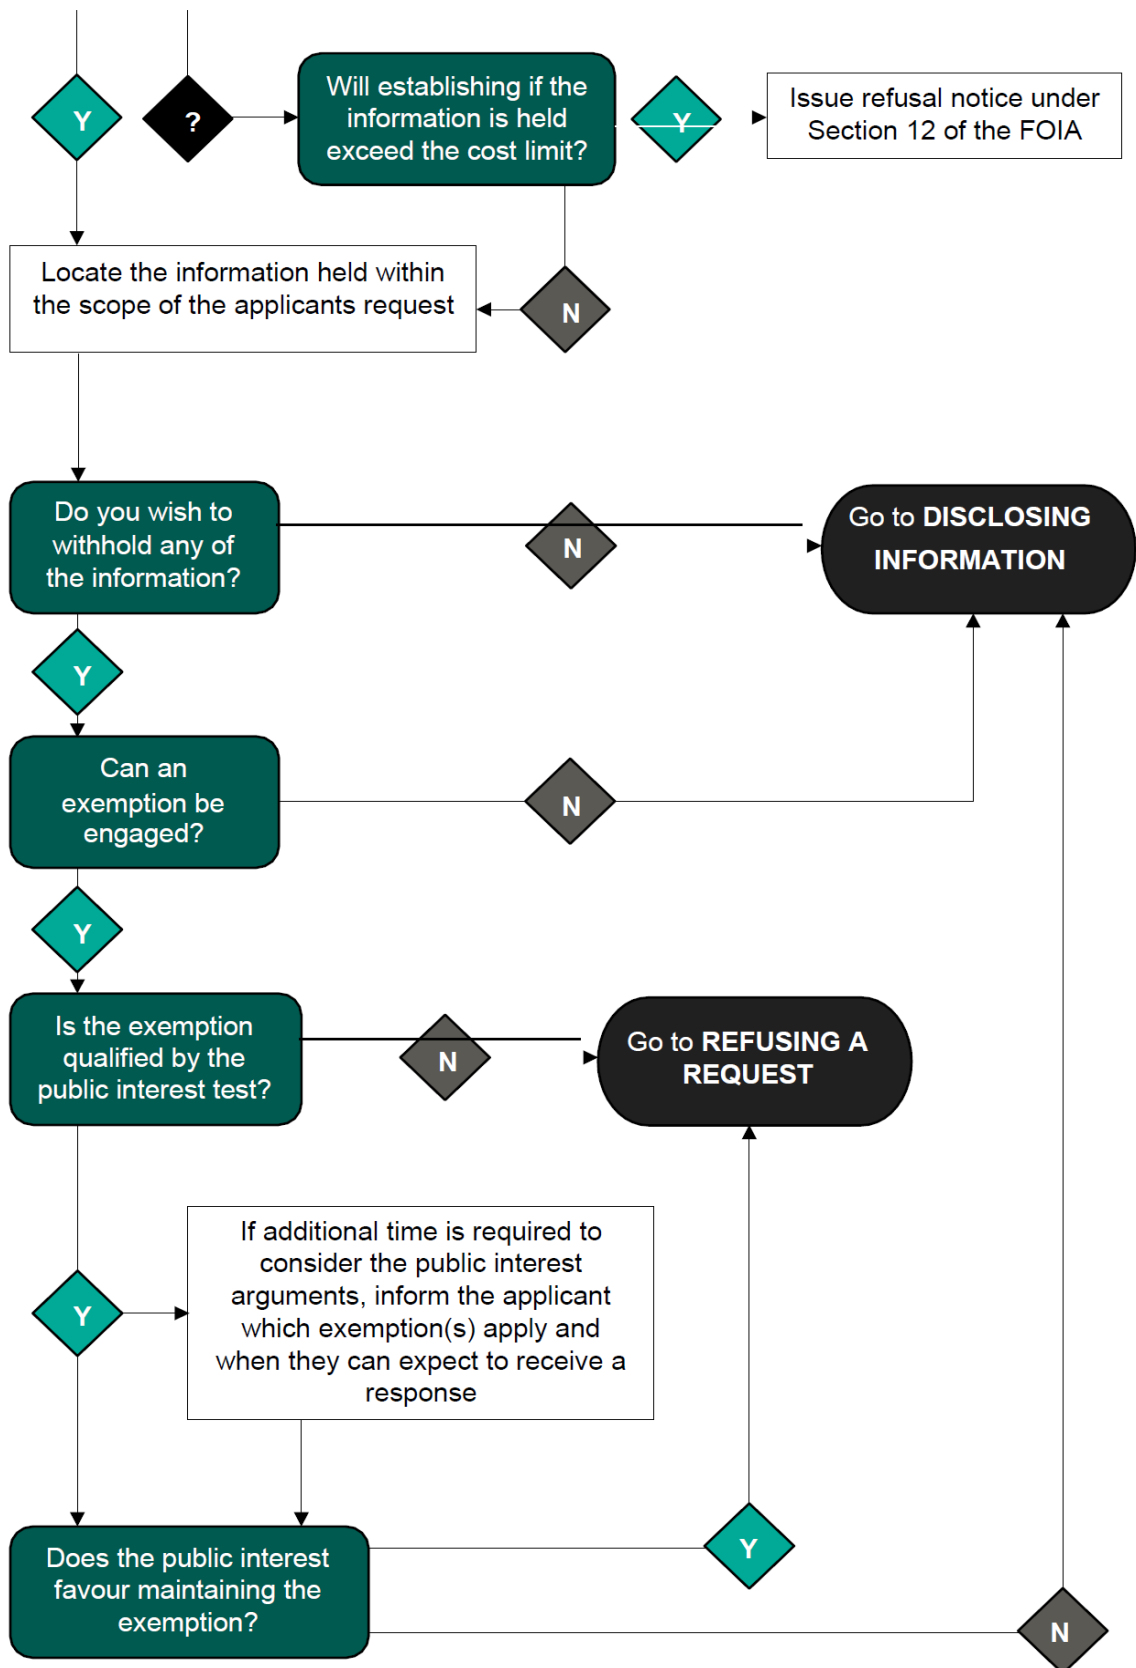 Y
?
Will establishing if the
information is held
exceed the cost limit?
Y
Issue refusal notice under
Section 12 of the FOIA
Locate the information held within
the scope of the applicants request
N
Do you wish to
withhold any of
the information?
N
Go to DISCLOSING
INFORMATION
Y
Can an
exemption be
engaged?
N
Y
Is the exemption
qualified by the
public interest test?
N
Go to REFUSING A
REQUEST
If additional time is required to
consider the public interest
arguments, inform the applicant
which exemption(s) apply and
when they can expect to receive a
response
Y
Does the public interest
favour maintaining the
exemption?
Y
N